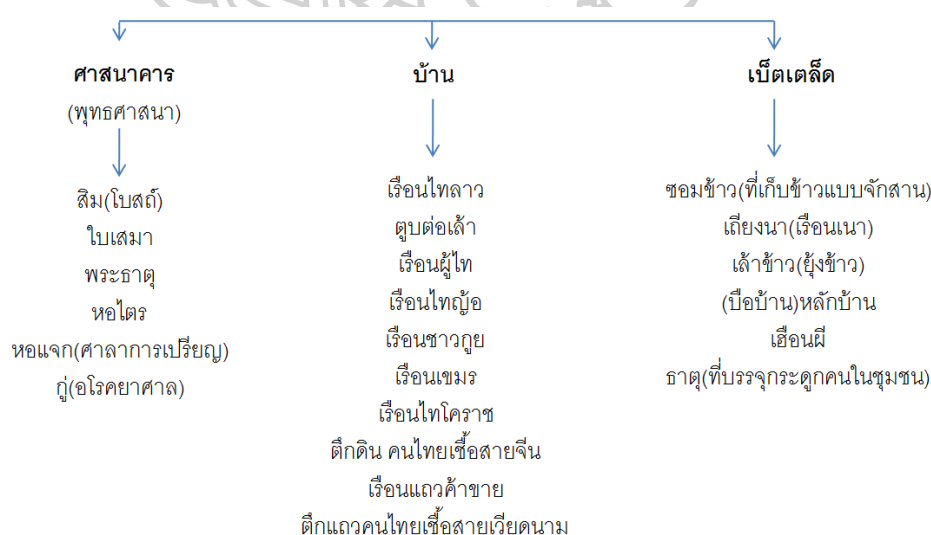 ศาสนาคาร
(พุทธศาสนา)
สิม(โบสถ์)
ใบเสมา
พระธาตุ
หอไตร
หอแจก(ศาลาการเปรียญ)
กู่(อโรคยาศาล)
บ้าน
เรือนไทลาว
ตูบต่อเล้า
เรือนผู้ไท
เรือนไทญ้อ
เรือนชาวกูย
เรือนเขมร
เรือนไทโคราช
ตึกดิน คนไทยเชื้อสายจีน
เรือนแถวค้าขาย
ตึกแถวคนไทยเชื้อสายเวียดนาม
เบ็ตเตล็ด
ซอมข้าว(ที่เก็บข้าวแบบจักสาน)
เถียงนา(เรือนเนา)
เล้าข้าว(ยุ้งข้าว)
(บือบ้าน)หลักบ้าน
เฮือนผี
ธาตุ(ที่บรรจุกระดูกคนในชุมชน)